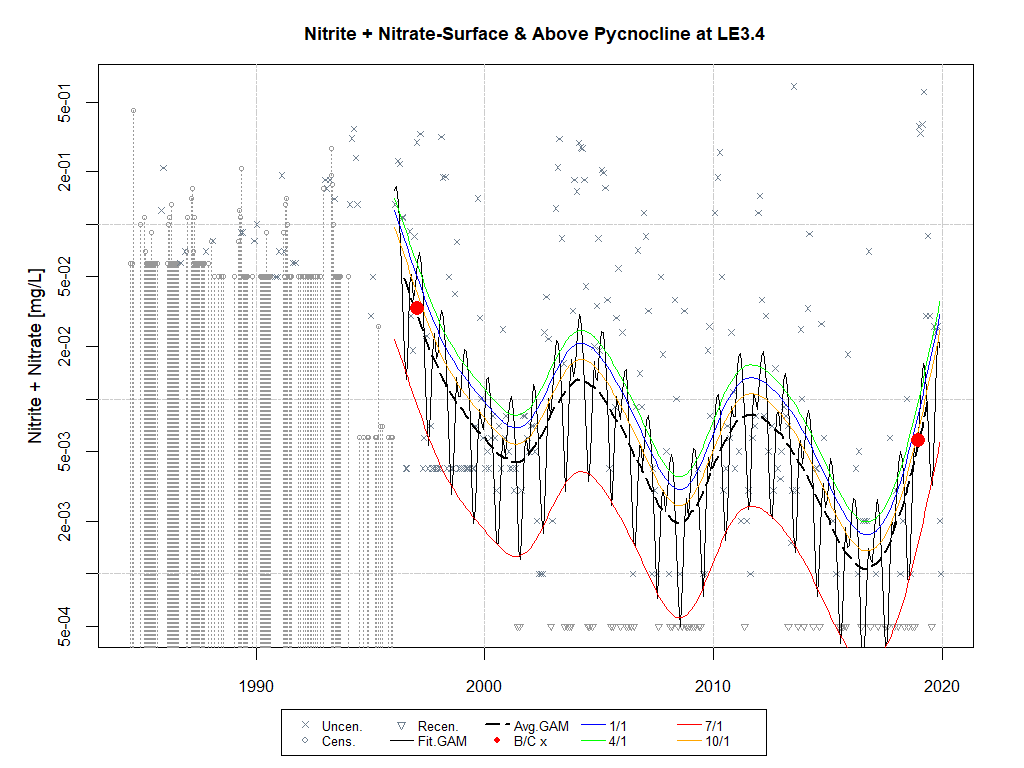 Nitrite + Nitrate-Surface & Above Pycnocline at LE3.4
Nitrite + Nitrate [mg/L]
5e-01
2e-01
5e-02
2e-02
5e-03
2e-03
5e-04
1990 2000 2010 2020
Uncen. Recen. Avg.GAM 1/1 7/1
Cens. Fit.GAM B/C x 4/1 10/1